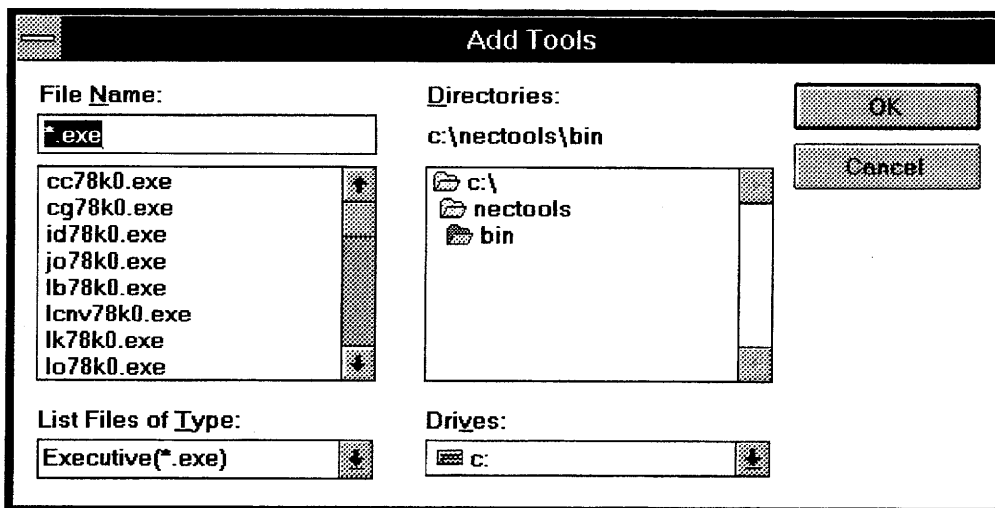 Add Tools
File Name:
*.exe
cc78k0.exe
cg78k0.exe
id78k0.exe
jo78k0.exe
lb78k0.exe
lcnv78k0.exe
lk78k0.exe
lo78k0.exe
List Files of Type:
Executive(*.exe)
Directories:
c:\nectools\bin
c:\
nectools
bin
Drives:
c:
OK
Cancel